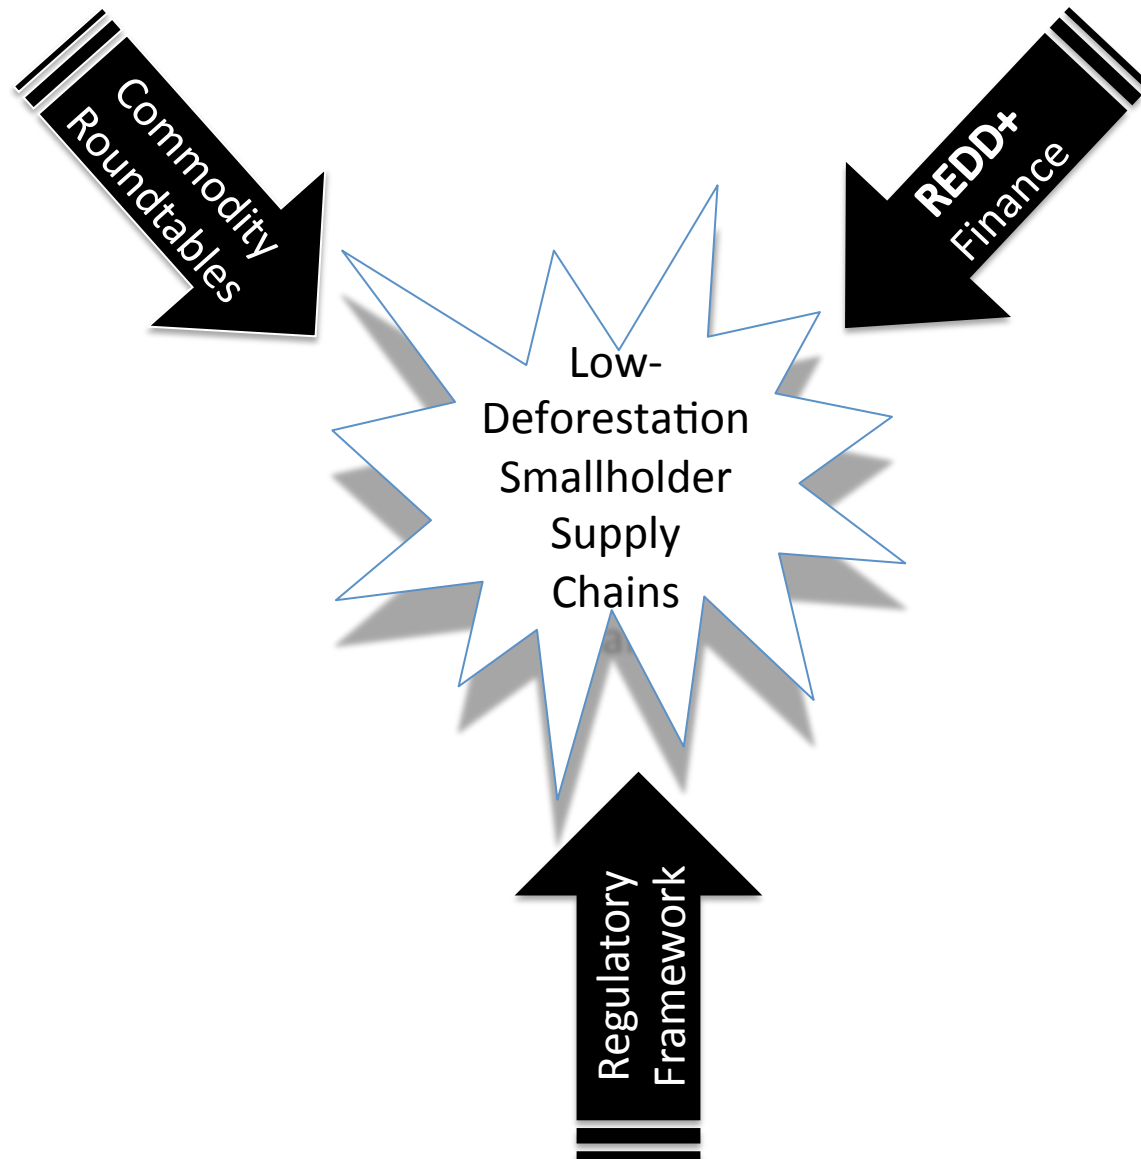 Commodity
Roundtables
REDD+
Finance
Low-
Deforestation
Smallholder
Supply
Chains
Regulatory
Framework